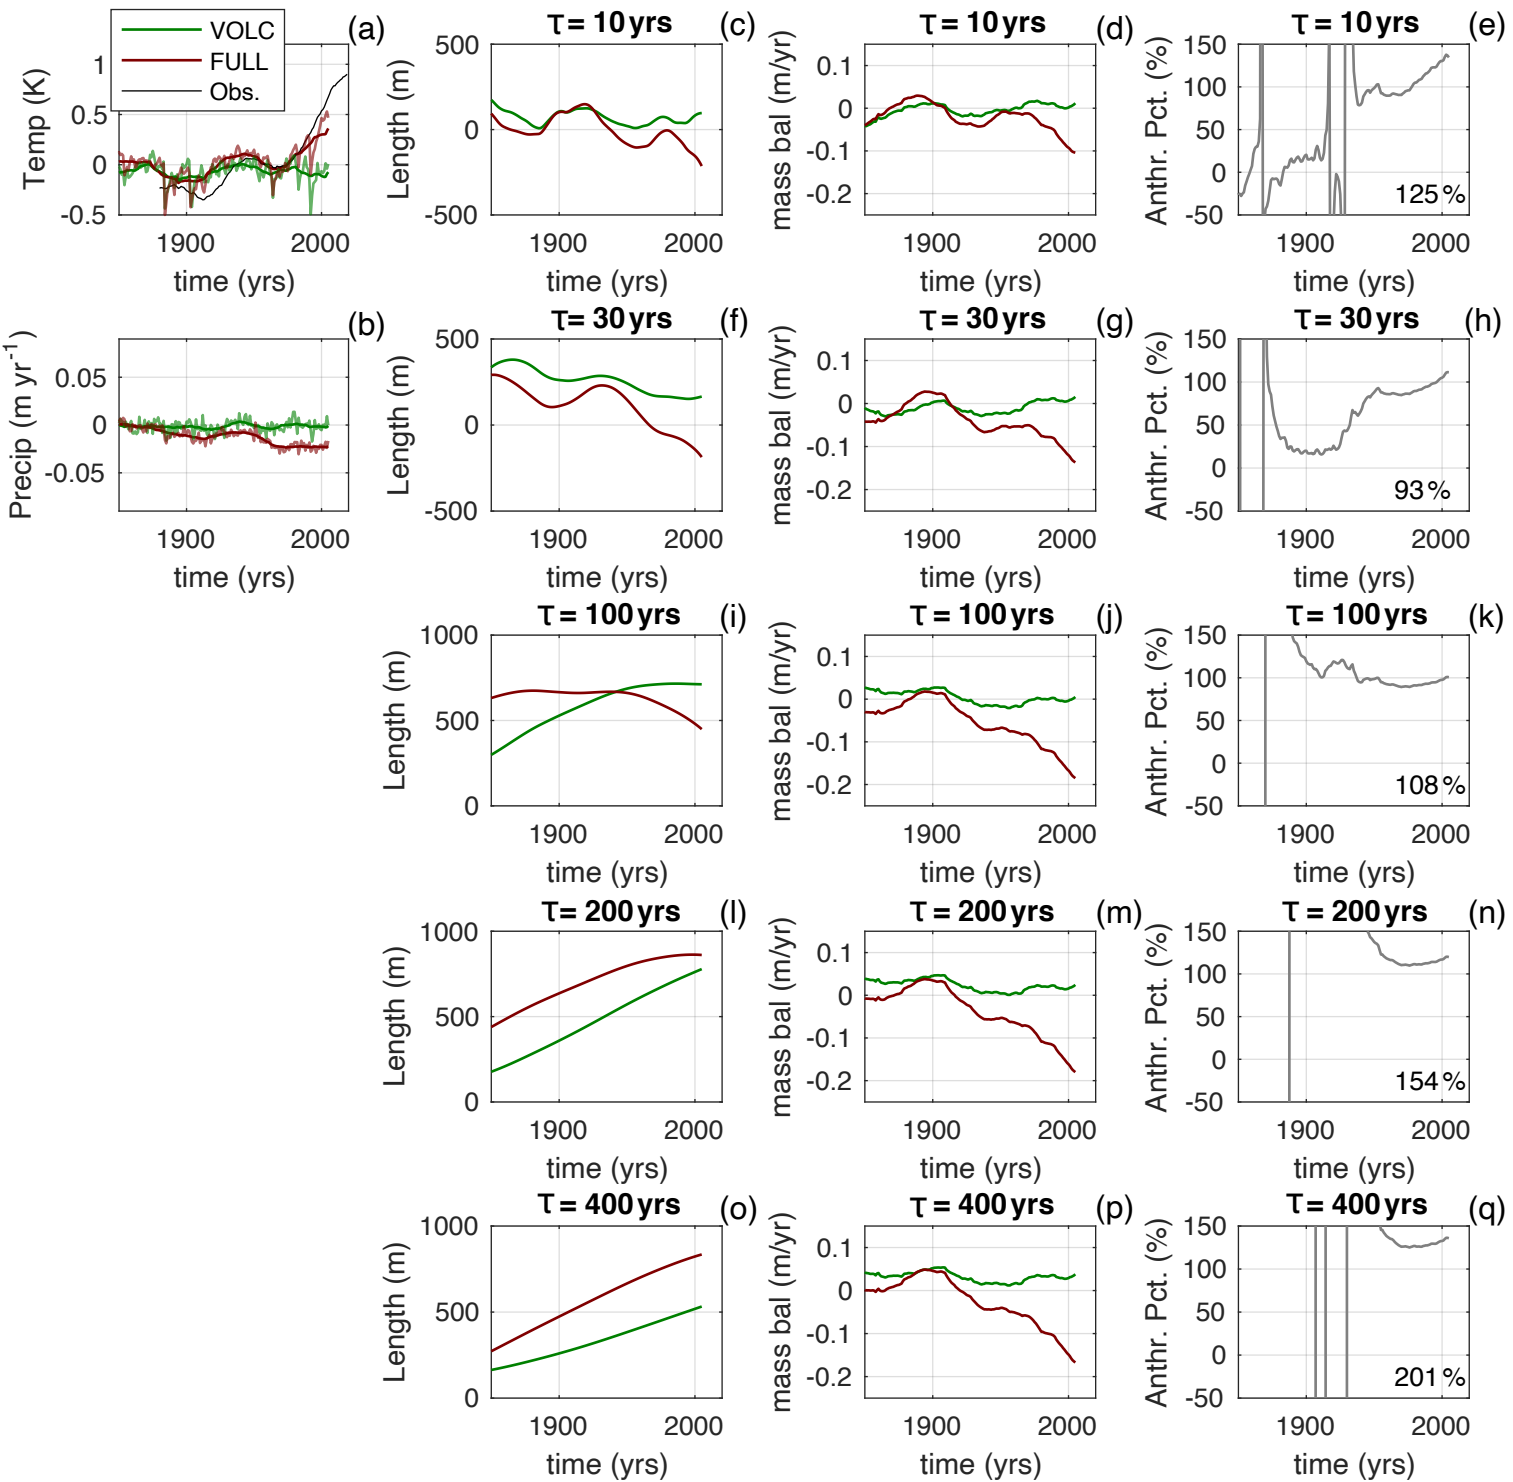 VOLC
FULL
Obs.
(a)
1
0.5
0
-0.5
Temp (K)
1900
2000
time (yrs)
τ = 10 yrs
(c)
500
0
-500
Length (m)
1900
2000
time (yrs)
τ = 10 yrs
(d)
0.1
0
-0.1
-0.2
mass bal (m/yr)
1900
2000
time (yrs)
τ = 10 yrs
(e)
150
100
50
0
-50
Anthr. Pct. (%)
125 %
1900
2000
time (yrs)
(b)
0.05
0
-0.05
Precip (m yr-1)
1900
2000
time (yrs)
τ = 30 yrs
(f)
500
0
-500
Length (m)
1900
2000
time (yrs)
τ = 30 yrs
(g)
0.1
0
-0.1
-0.2
mass bal (m/yr)
1900
2000
time (yrs)
τ = 30 yrs
(h)
150
100
50
0
-50
Anthr. Pct. (%)
93 %
1900
2000
time (yrs)
τ = 100 yrs
(i)
1000
500
0
Length (m)
1900
2000
time (yrs)
τ = 100 yrs
(j)
0.1
0
-0.1
-0.2
mass bal (m/yr)
1900
2000
time (yrs)
τ = 100 yrs
(k)
150
100
50
0
-50
Anthr. Pct. (%)
108 %
1900
2000
time (yrs)
τ = 200 yrs
(l)
1000
500
0
Length (m)
1900
2000
time (yrs)
τ = 200 yrs
(m)
0.1
0
-0.1
-0.2
mass bal (m/yr)
1900
2000
time (yrs)
τ = 200 yrs
(n)
150
100
50
0
-50
Anthr. Pct. (%)
154 %
1900
2000
time (yrs)
τ = 400 yrs
(o)
1000
500
0
Length (m)
1900
2000
time (yrs)
τ = 400 yrs
(p)
0.1
0
-0.1
-0.2
mass bal (m/yr)
1900
2000
time (yrs)
τ = 400 yrs
(q)
150
100
50
0
-50
Anthr. Pct. (%)
201 %
1900
2000
time (yrs)